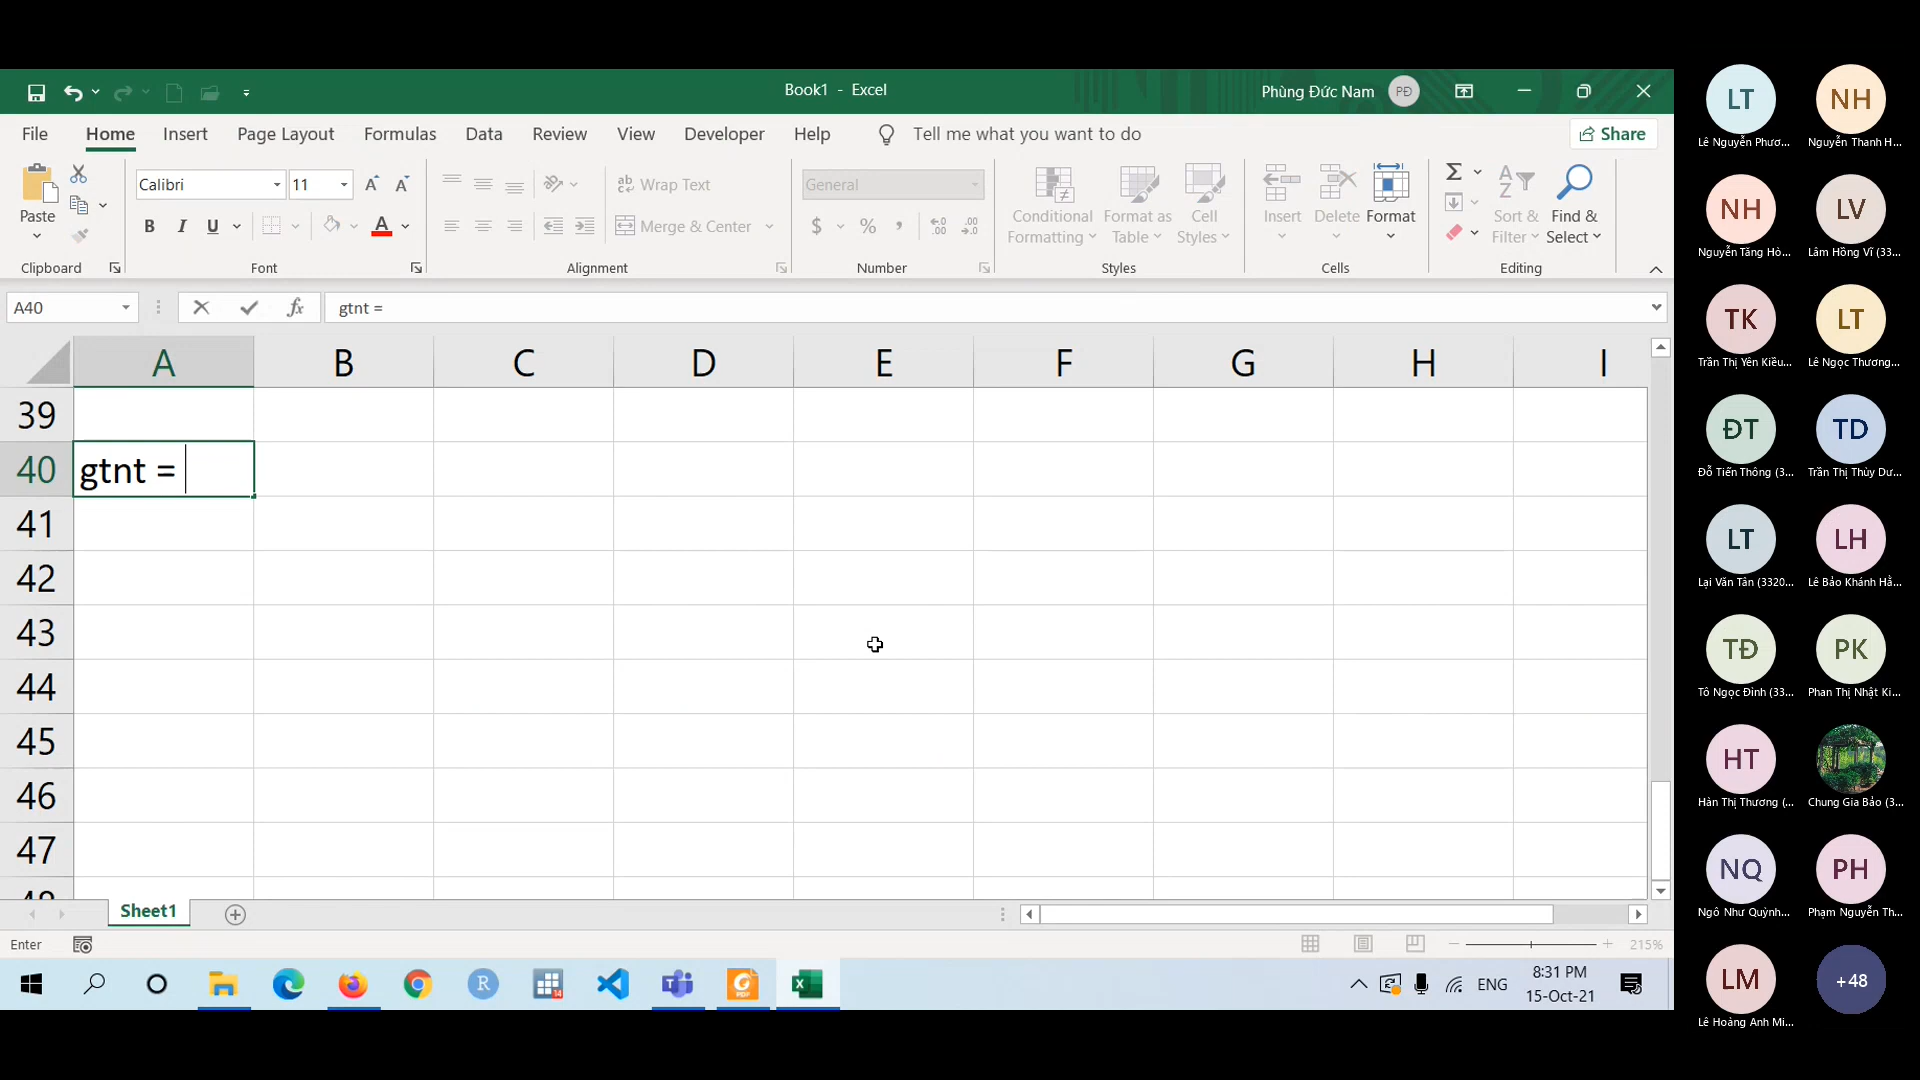 Book1 - Excel
Phùng Đức Nam
PĐ
File Home Insert Page Layout Formulas Data Review View Developer Help Tell me what you want to do Share
Paste
Calibri 11
B I U
A A A
Wrap Text
Merge & Center
General
$ % ,
Conditional Formatting
Format as Table
Cell Styles
Insert Delete Format
Sort & Filter
Find & Select
Clipboard Font Alignment Number Styles Cells Editing
A40 fx gtnt =
A B C D E F G H I
39
40 gtnt =
41
42
43
44
45
46
47
48
Sheet1
Enter 215%
ENG
8:31 PM
15-Oct-21
LT NH
Lê Nguyễn Phươ... Nguyễn Thanh H...
NH LV
Nguyễn Tăng Hò... Lâm Hồng Vĩ (33...
TK LT
Trần Thị Yên Kiều... Lê Ngọc Thương...
ĐT TD
Đỗ Tiến Thông (3... Trần Thị Thùy Dư...
LT LH
Lại Văn Tân (3320... Lê Bảo Khánh Hằ...
TĐ PK
Tô Ngọc Đình (33... Phan Thị Nhật Ki...
HT
Hàn Thị Thương (... Chung Gia Bảo (3...
NQ PH
Ngô Như Quỳnh... Phạm Nguyễn Th...
LM +48
Lê Hoàng Anh Mi...